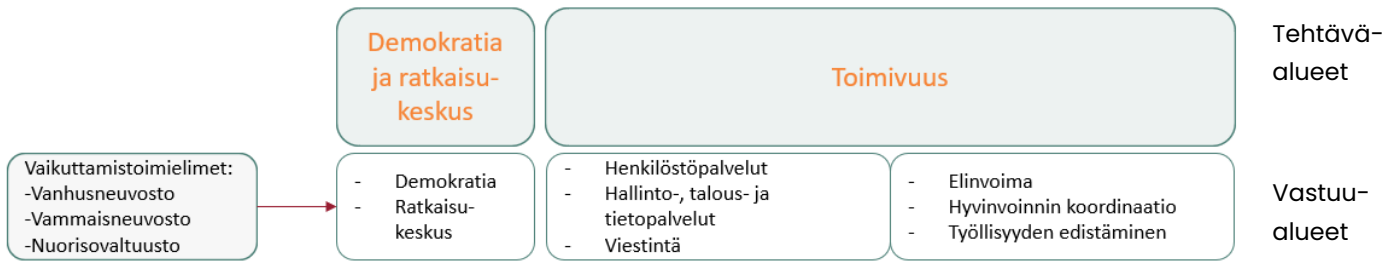 Demokratia
ja ratkaisu-
keskus
Toimivuus
Tehtävä-
alueet
Vaikuttamistoimielimet:
-Vanhusneuvosto
-Vammaisneuvosto
-Nuorisovaltuusto
- Demokratia
- Ratkaisu-
keskus
- Henkilöstöpalvelut
- Hallinto-, talous- ja
tietopalvelut
- Viestintä
- Elinvoima
- Hyvinvoinnin koordinaatio
- Työllisyyden edistäminen
Vastuu-
alueet